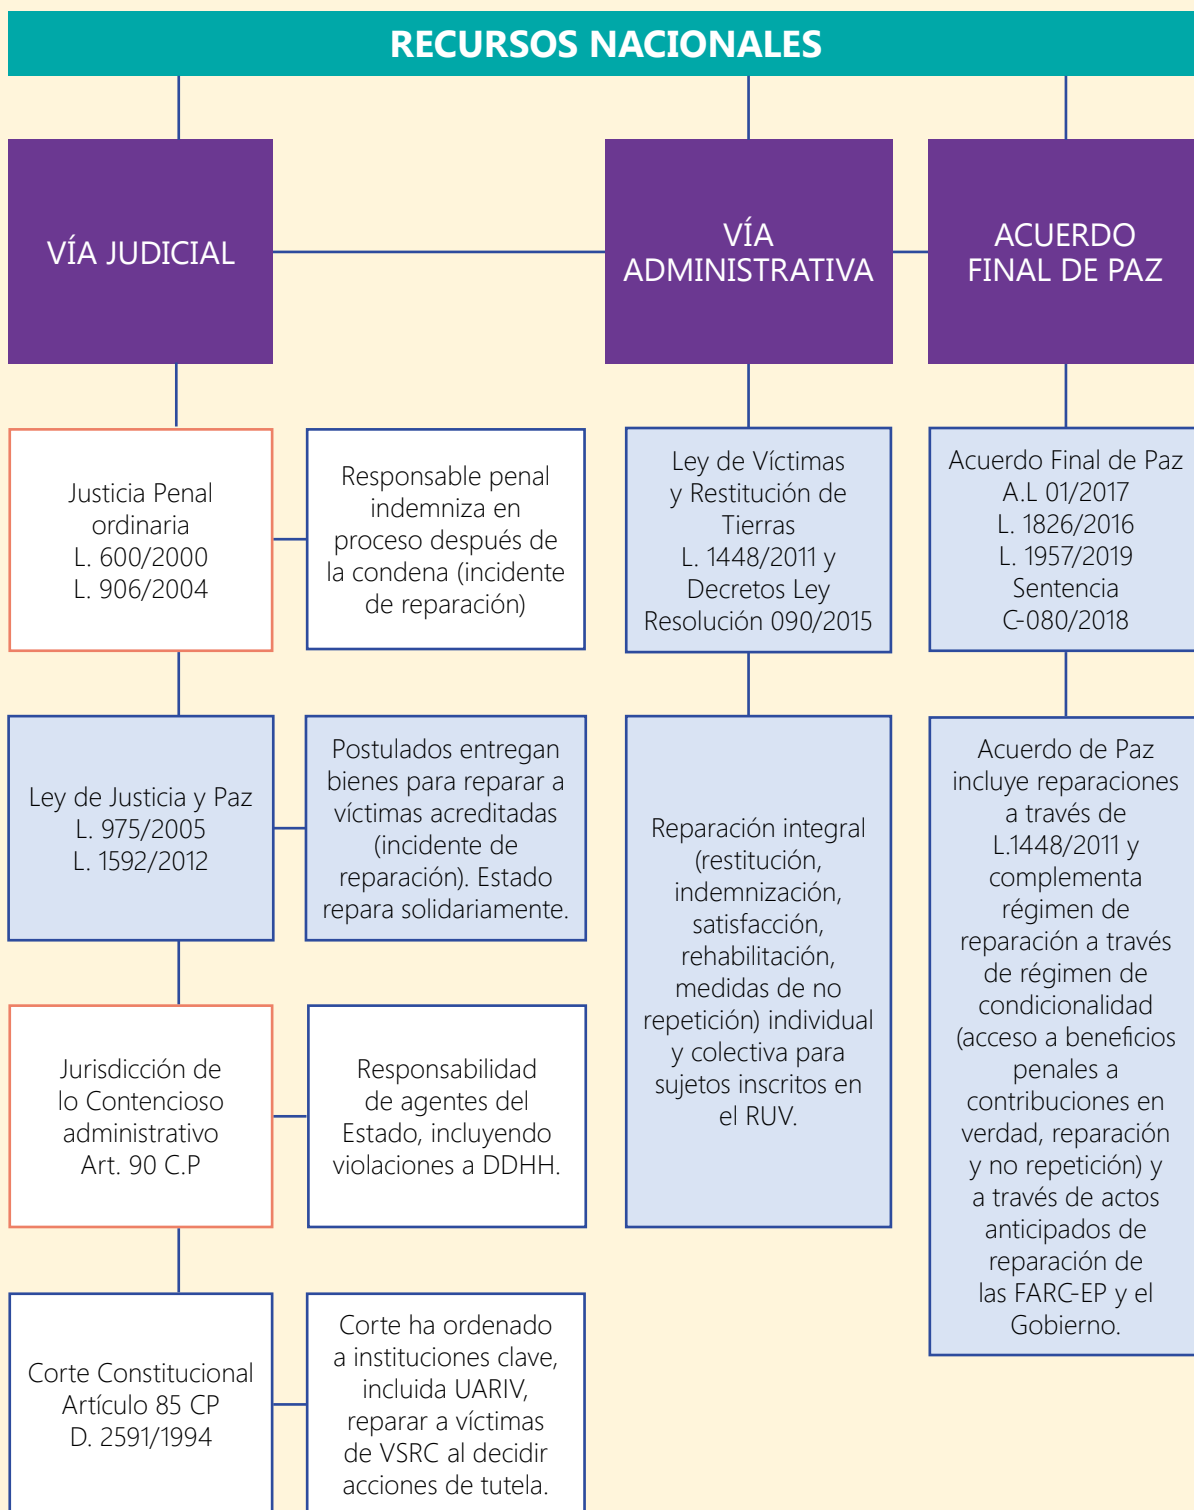 RECURSOS NACIONALES
VÍA JUDICIAL
VÍA
ADMINISTRATIVA
ACUERDO
FINAL DE PAZ
Justicia Penal
ordinaria
L. 600/2000
L. 906/2004
Responsable penal
indemniza en
proceso después de
la condena (incidente
de reparación)
Ley de Justicia y Paz
L. 975/2005
L. 1592/2012
Postulados entregan
bienes para reparar a
víctimas acreditadas
(incidente de
reparación). Estado
repara solidariamente.
Jurisdicción de
lo Contencioso
administrativo
Art. 90 C.P
Responsabilidad
de agentes del
Estado, incluyendo
violaciones a DDHH.
Corte Constitucional
Artículo 85 CP
D. 2591/1994
Corte ha ordenado
a instituciones clave,
incluida UARIV,
reparar a víctimas
de VSRC al decidir
acciones de tutela.
Ley de Víctimas
y Restitución de
Tierras
L. 1448/2011 y
Decretos Ley
Resolución 090/2015
Reparación integral
(restitución,
indemnización,
satisfacción,
rehabilitación,
medidas de no
repetición) individual
y colectiva para
sujetos inscritos en
el RUV.
Acuerdo Final de Paz
A.L 01/2017
L. 1826/2016
L. 1957/2019
Sentencia
C-080/2018
Acuerdo de Paz
incluye reparaciones
a través de
L.1448/2011 y
complementa
régimen de
reparación a través
de régimen de
condicionalidad
(acceso a beneficios
penales a
contribuciones en
verdad, reparación
y no repetición) y
a través de actos
anticipados de
reparación de
las FARC-EP y el
Gobierno.